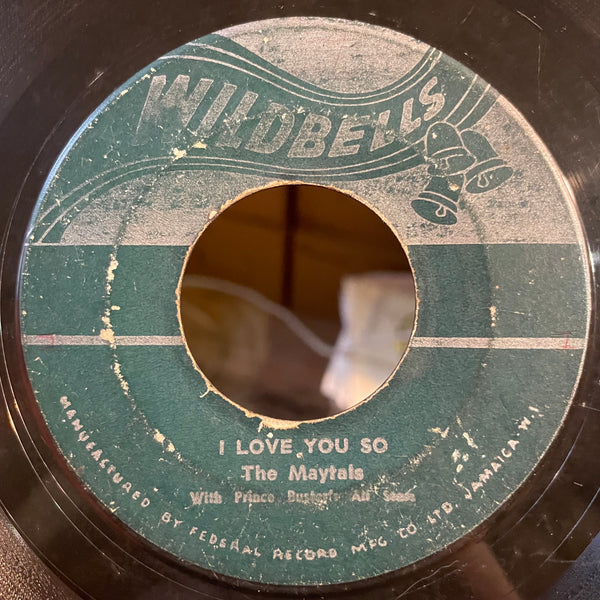 WILDBELLS
I LOVE YOU SO
The Maytals
With Prince Buster's All Stars
MANUFACTURED BY FEDERAL RECORD MFG CO LTD. JAMAICA. W.I.